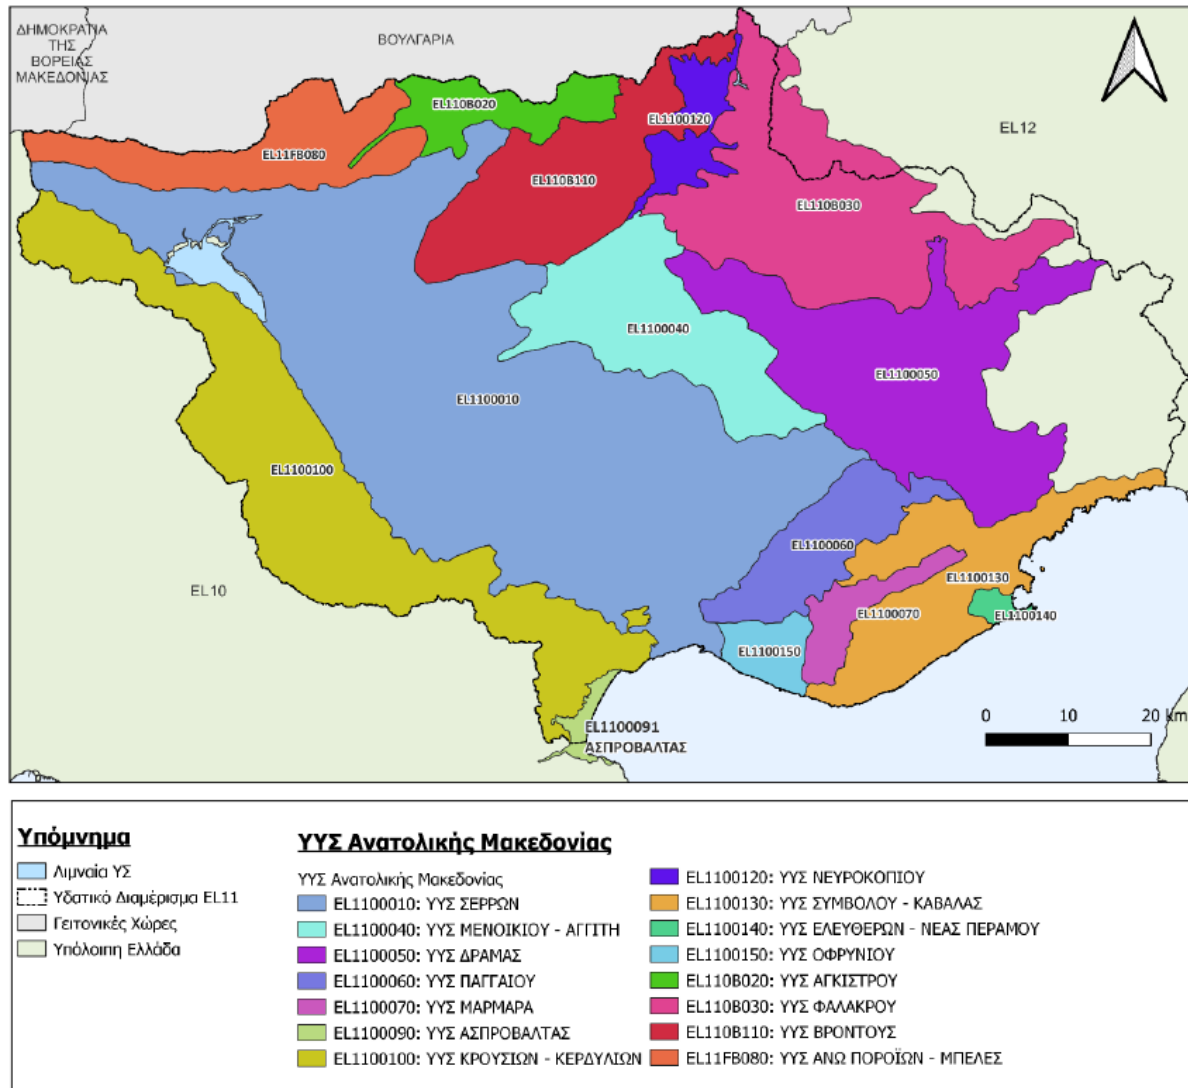 ΔΗΜΟΚΡΑΤΙΑ
ΤΗΣ
ΒΟΡΕΙΑΣ
ΜΑΚΕΔΟΝΙΑΣ
ΒΟΥΛΓΑΡΙΑ
EL110B020
EL1100120
EL12
EL11FB080
EL110B110
EL110B030
EL1100040
EL1100050
EL1100010
EL1100100
EL1100060
EL10
EL1100130
EL1100070
EL1100140
EL1100150
EL1100091
ΑΣΠΡΟΒΑΛΤΑΣ
0 10 20 km
Υπόμνημα
Λιμναία ΥΣ
Υδατικό Διαμέρισμα EL11
Γειτονικές Χώρες
Υπόλοιπη Ελλάδα
ΥΥΣ Ανατολικής Μακεδονίας
ΥΥΣ Ανατολικής Μακεδονίας
EL1100010: ΥΥΣ ΣΕΡΡΩΝ
EL1100040: ΥΥΣ ΜΕΝΟΙΚΙΟΥ - ΑΓΓΙΤΗ
EL1100050: ΥΥΣ ΔΡΑΜΑΣ
EL1100060: ΥΥΣ ΠΑΓΓΑΙΟΥ
EL1100070: ΥΥΣ ΜΑΡΜΑΡΑ
EL1100090: ΥΥΣ ΑΣΠΡΟΒΑΛΤΑΣ
EL1100100: ΥΥΣ ΚΡΟΥΣΙΩΝ - ΚΕΡΔΥΛΙΩΝ
EL1100120: ΥΥΣ ΝΕΥΡΟΚΟΠΙΟΥ
EL1100130: ΥΥΣ ΣΥΜΒΟΛΟΥ - ΚΑΒΑΛΑΣ
EL1100140: ΥΥΣ ΕΛΕΥΘΕΡΩΝ - ΝΕΑΣ ΠΕΡΑΜΟΥ
EL1100150: ΥΥΣ ΟΦΡΥΝΙΟΥ
EL110B020: ΥΥΣ ΑΓΚΙΣΤΡΟΥ
EL110B030: ΥΥΣ ΦΑΛΑΚΡΟΥ
EL110B110: ΥΥΣ ΒΡΟΝΤΟΥΣ
EL11FB080: ΥΥΣ ΑΝΩ ΠΟΡΟΪΩΝ - ΜΠΕΛΕΣ